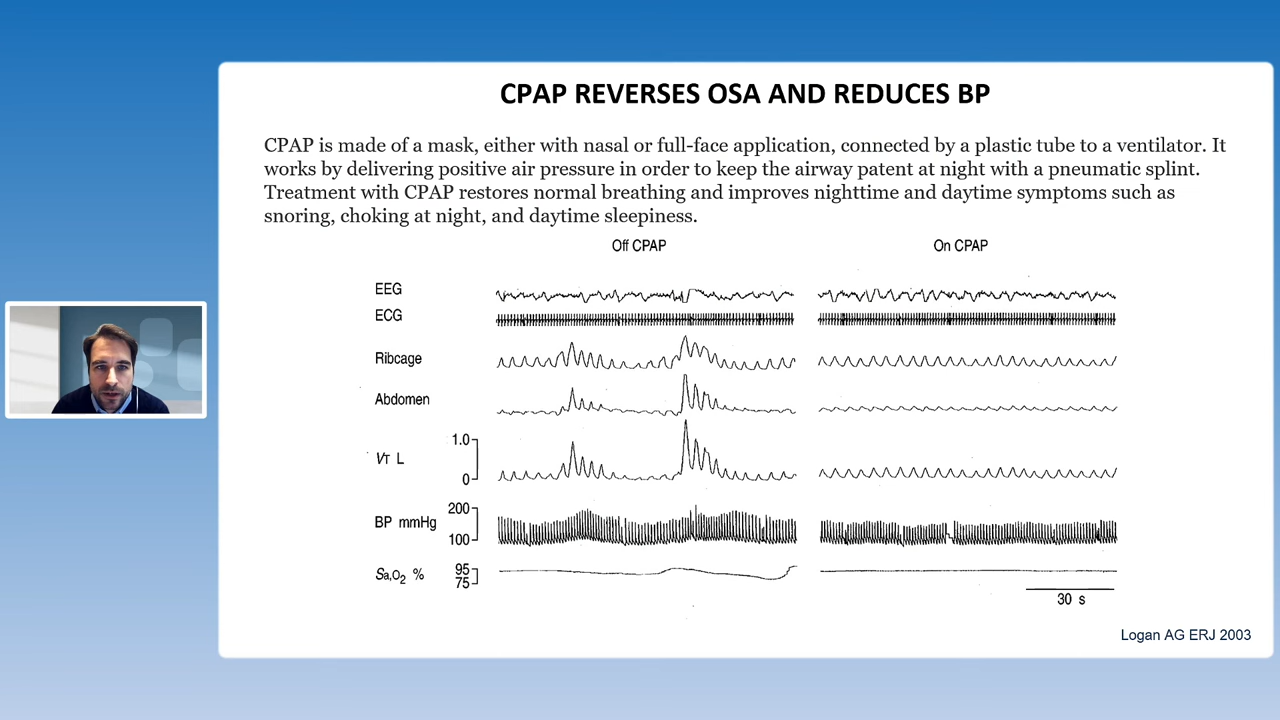 CPAP REVERSES OSA AND REDUCES BP
CPAP is made of a mask, either with nasal or full-face application, connected by a plastic tube to a ventilator. It
works by delivering positive air pressure in order to keep the airway patent at night with a pneumatic splint.
Treatment with CPAP restores normal breathing and improves nighttime and daytime symptoms such as
snoring, choking at night, and daytime sleepiness.
Off CPAP On CPAP
EEG
ECG
Ribcage
Abdomen
1.0
VT L
0
200
BP mmHg
100
95
Sa,O2 %
75
30 s
Logan AG ERJ 2003